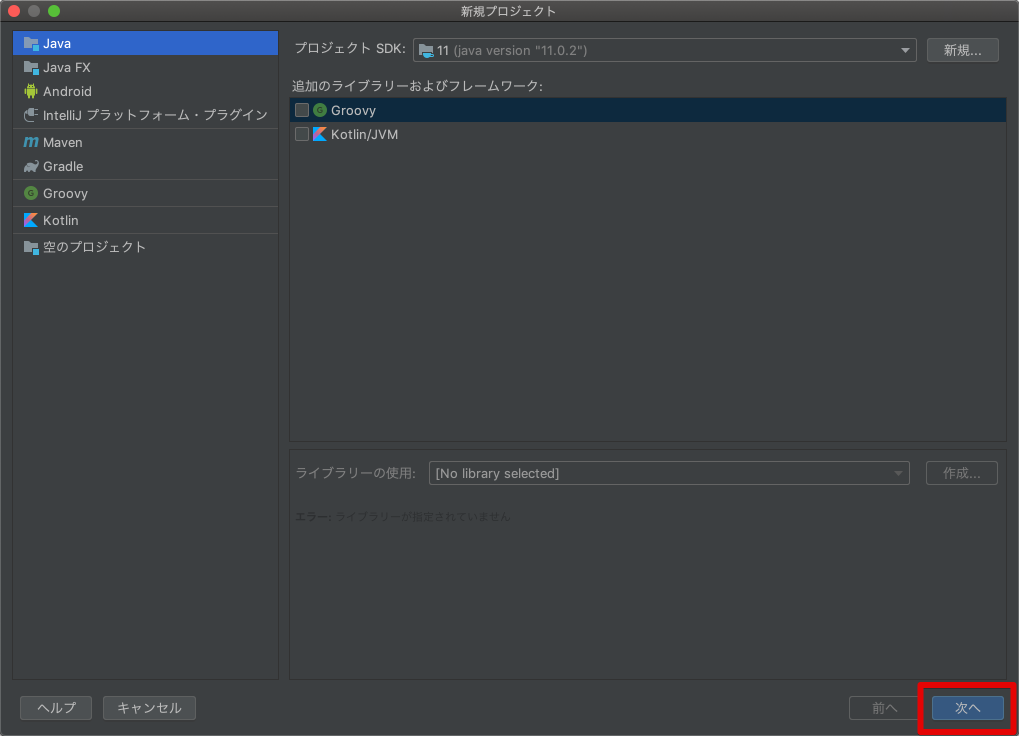 新規プロジェクト
Java
Java FX
Android
IntelliJ プラットフォーム・プラグイン
Maven
Gradle
Groovy
Kotlin
空のプロジェクト
プロジェクト SDK:
11 (java version "11.0.2")
新規...
追加のライブラリーおよびフレームワーク:
Groovy
Kotlin/JVM
ライブラリーの使用:
[No library selected]
作成...
エラー: ライブラリーが指定されていません
ヘルプ
キャンセル
前へ
次へ